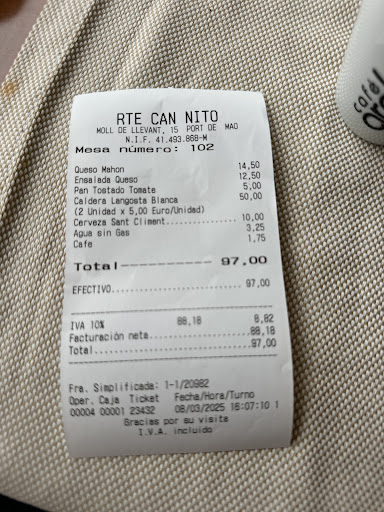 cafe
RTE CAN NITO
MOLL DE LLEVANT, 15 PORT DE MAO
N.I.F. 41.493.868-M
Mesa número: 102
Queso Mahon 14,50
Ensalada Queso 12,50
Pan Tostado Tomate 5,00
Caldera Langosta Blanca 50,00
(2 Unidad x 5,00 Euro/Unidad)
Cerveza Sant Climent........... 10,00
Agua sin Gas 3,25
Cafe 1,75
Total----------- 97.00
EFECTIVO........................ 97,00
IVA 10% 88,18 8,82
Facturación neta.................88,18
Total............................97,00
Fra. Simplificada: 1-1/20982
Oper. Caja Ticket Fecha/Hora/Turno
00004 00001 23432 08/03/2025 16:07:10 1
Gracias por su visita
I.V.A. incluido